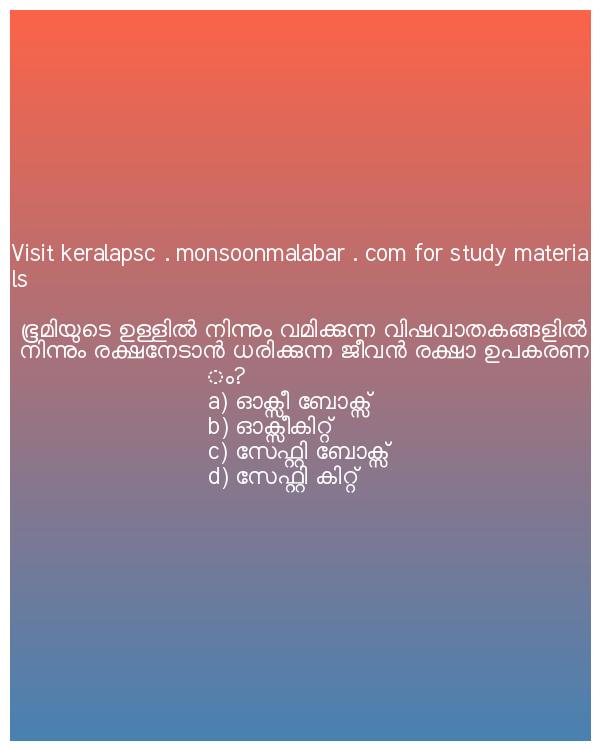 Visit keralapsc . monsoonmalabar . com for study materia
ls
ഭൂമിയുടെ ഉള്ളിൽ നിന്നും വമിക്കുന്ന വിഷവാതകങ്ങളിൽ
നിന്നും രക്ഷനേടാൻ ധരിക്കുന്ന ജീവൻ രക്ഷാ ഉപകരണ
ം?
a) ഓക്സീ ബോക്സ്
b) ഓക്സീകിറ്റ്
c) സേഫ്റ്റി ബോക്സ്
d) സേഫ്റ്റി കിറ്റ്